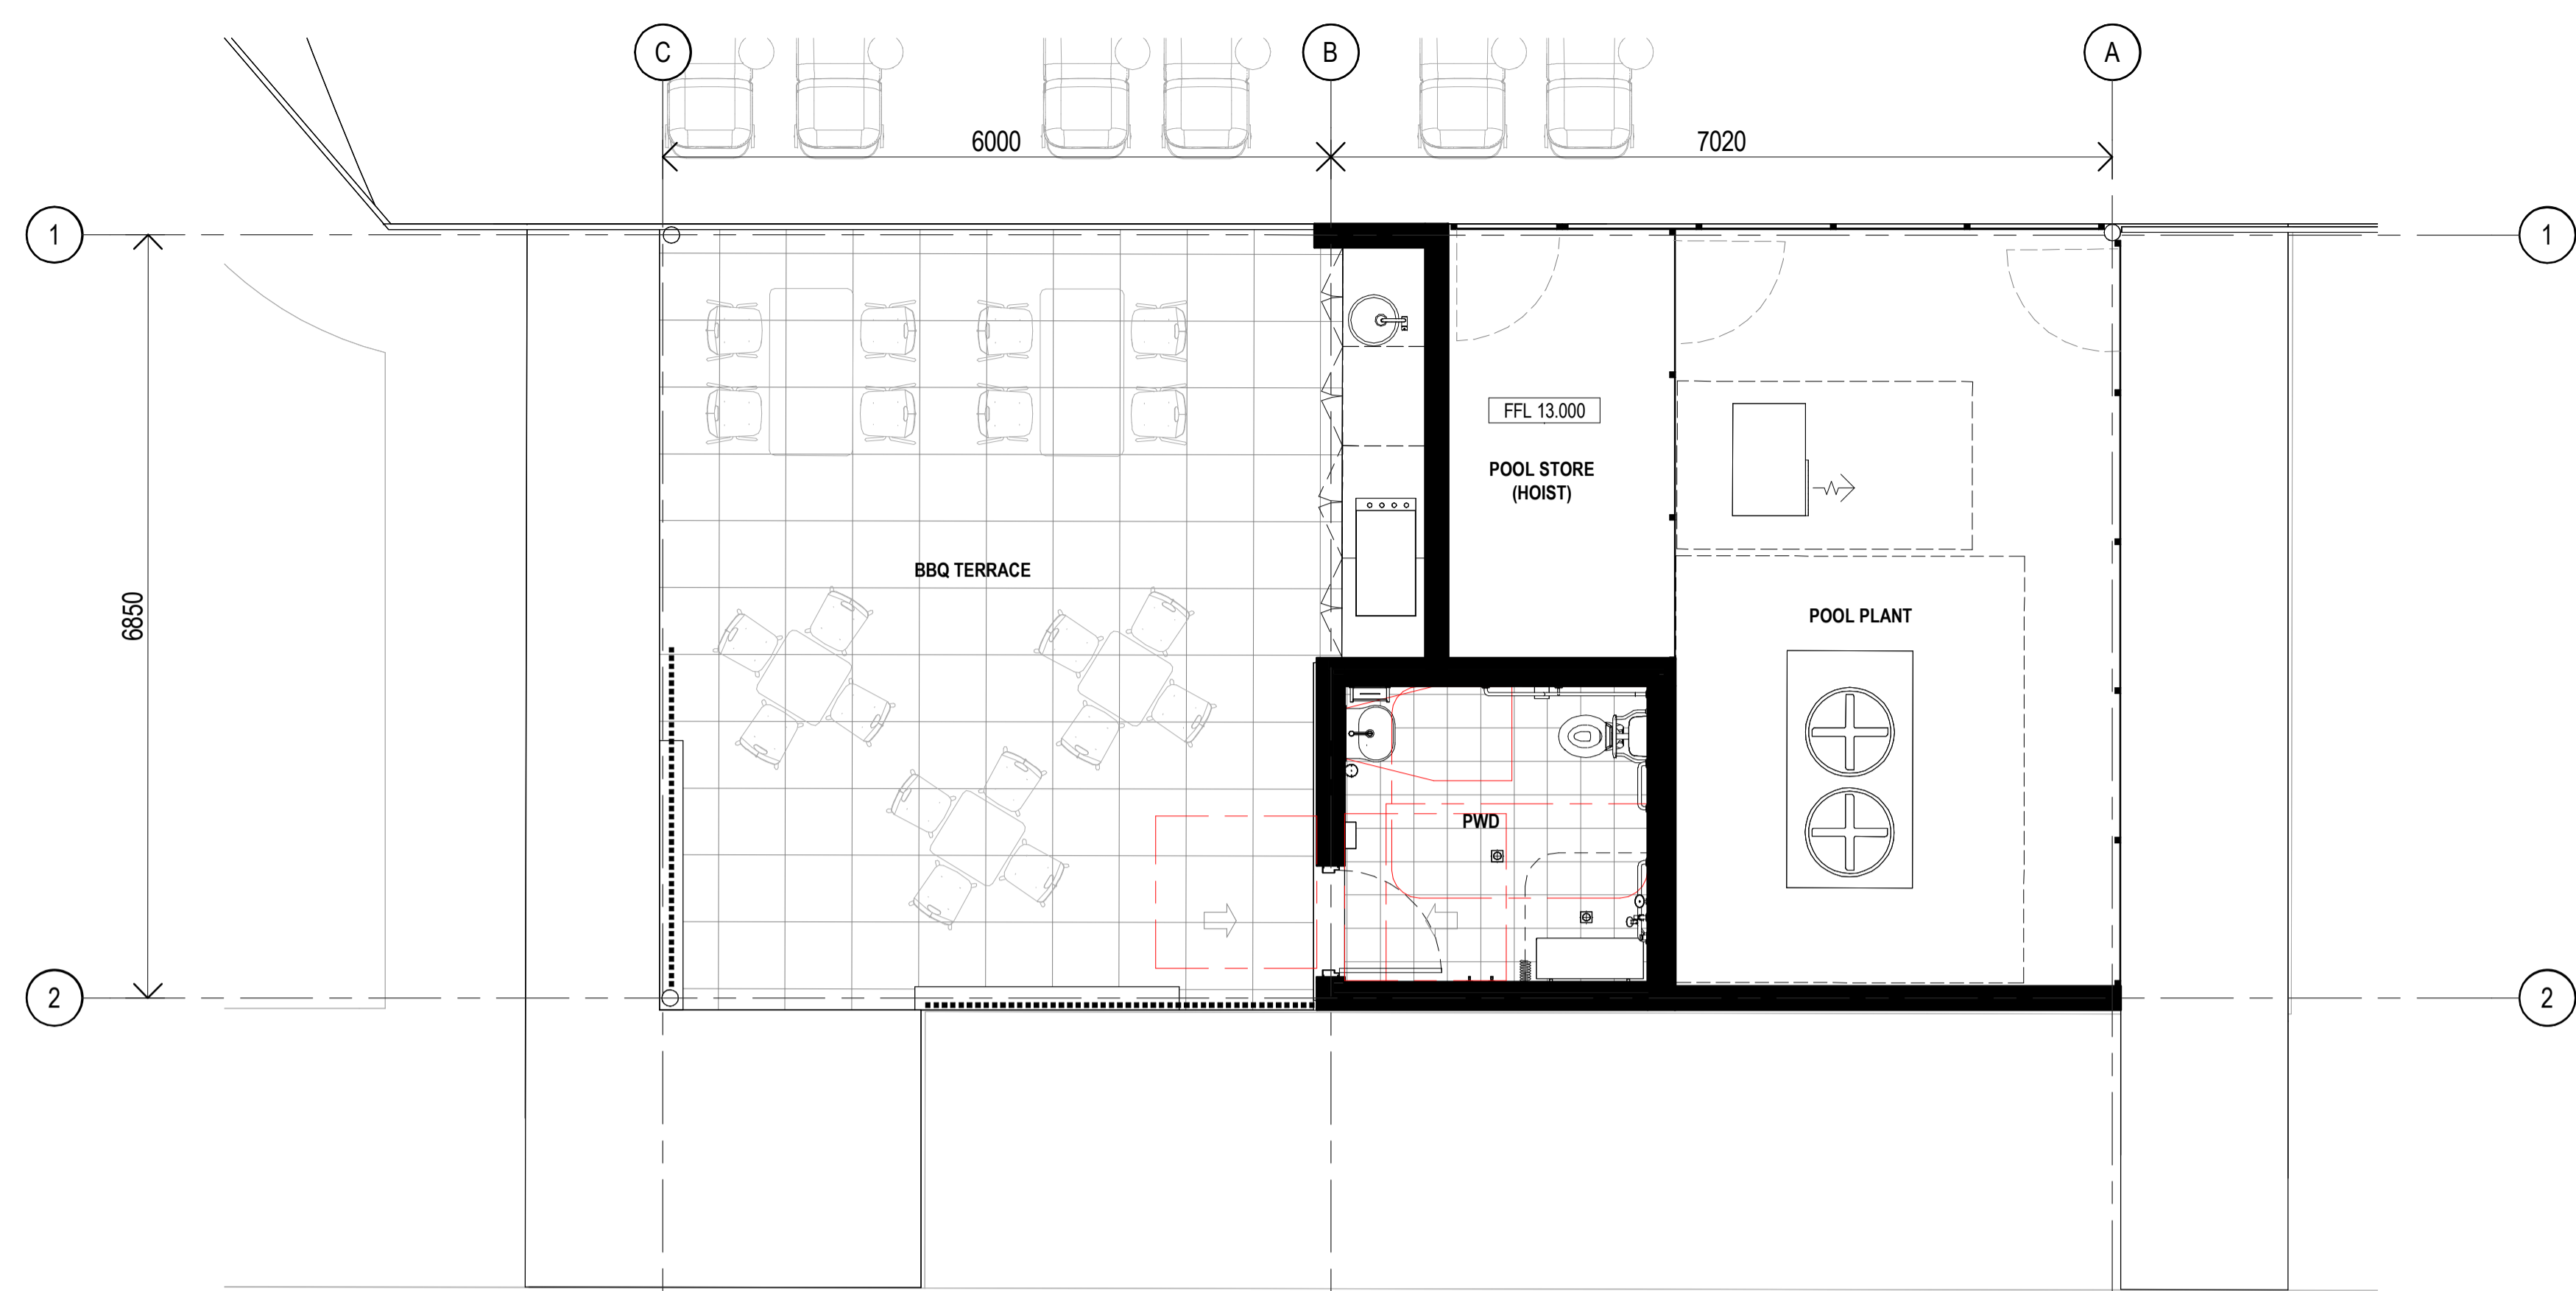 C
B
A
6000
7020
1
1
FFL 13.000
POOL STORE
(HOIST)
BBQ TERRACE
6850
POOL PLANT
PWD
2
2